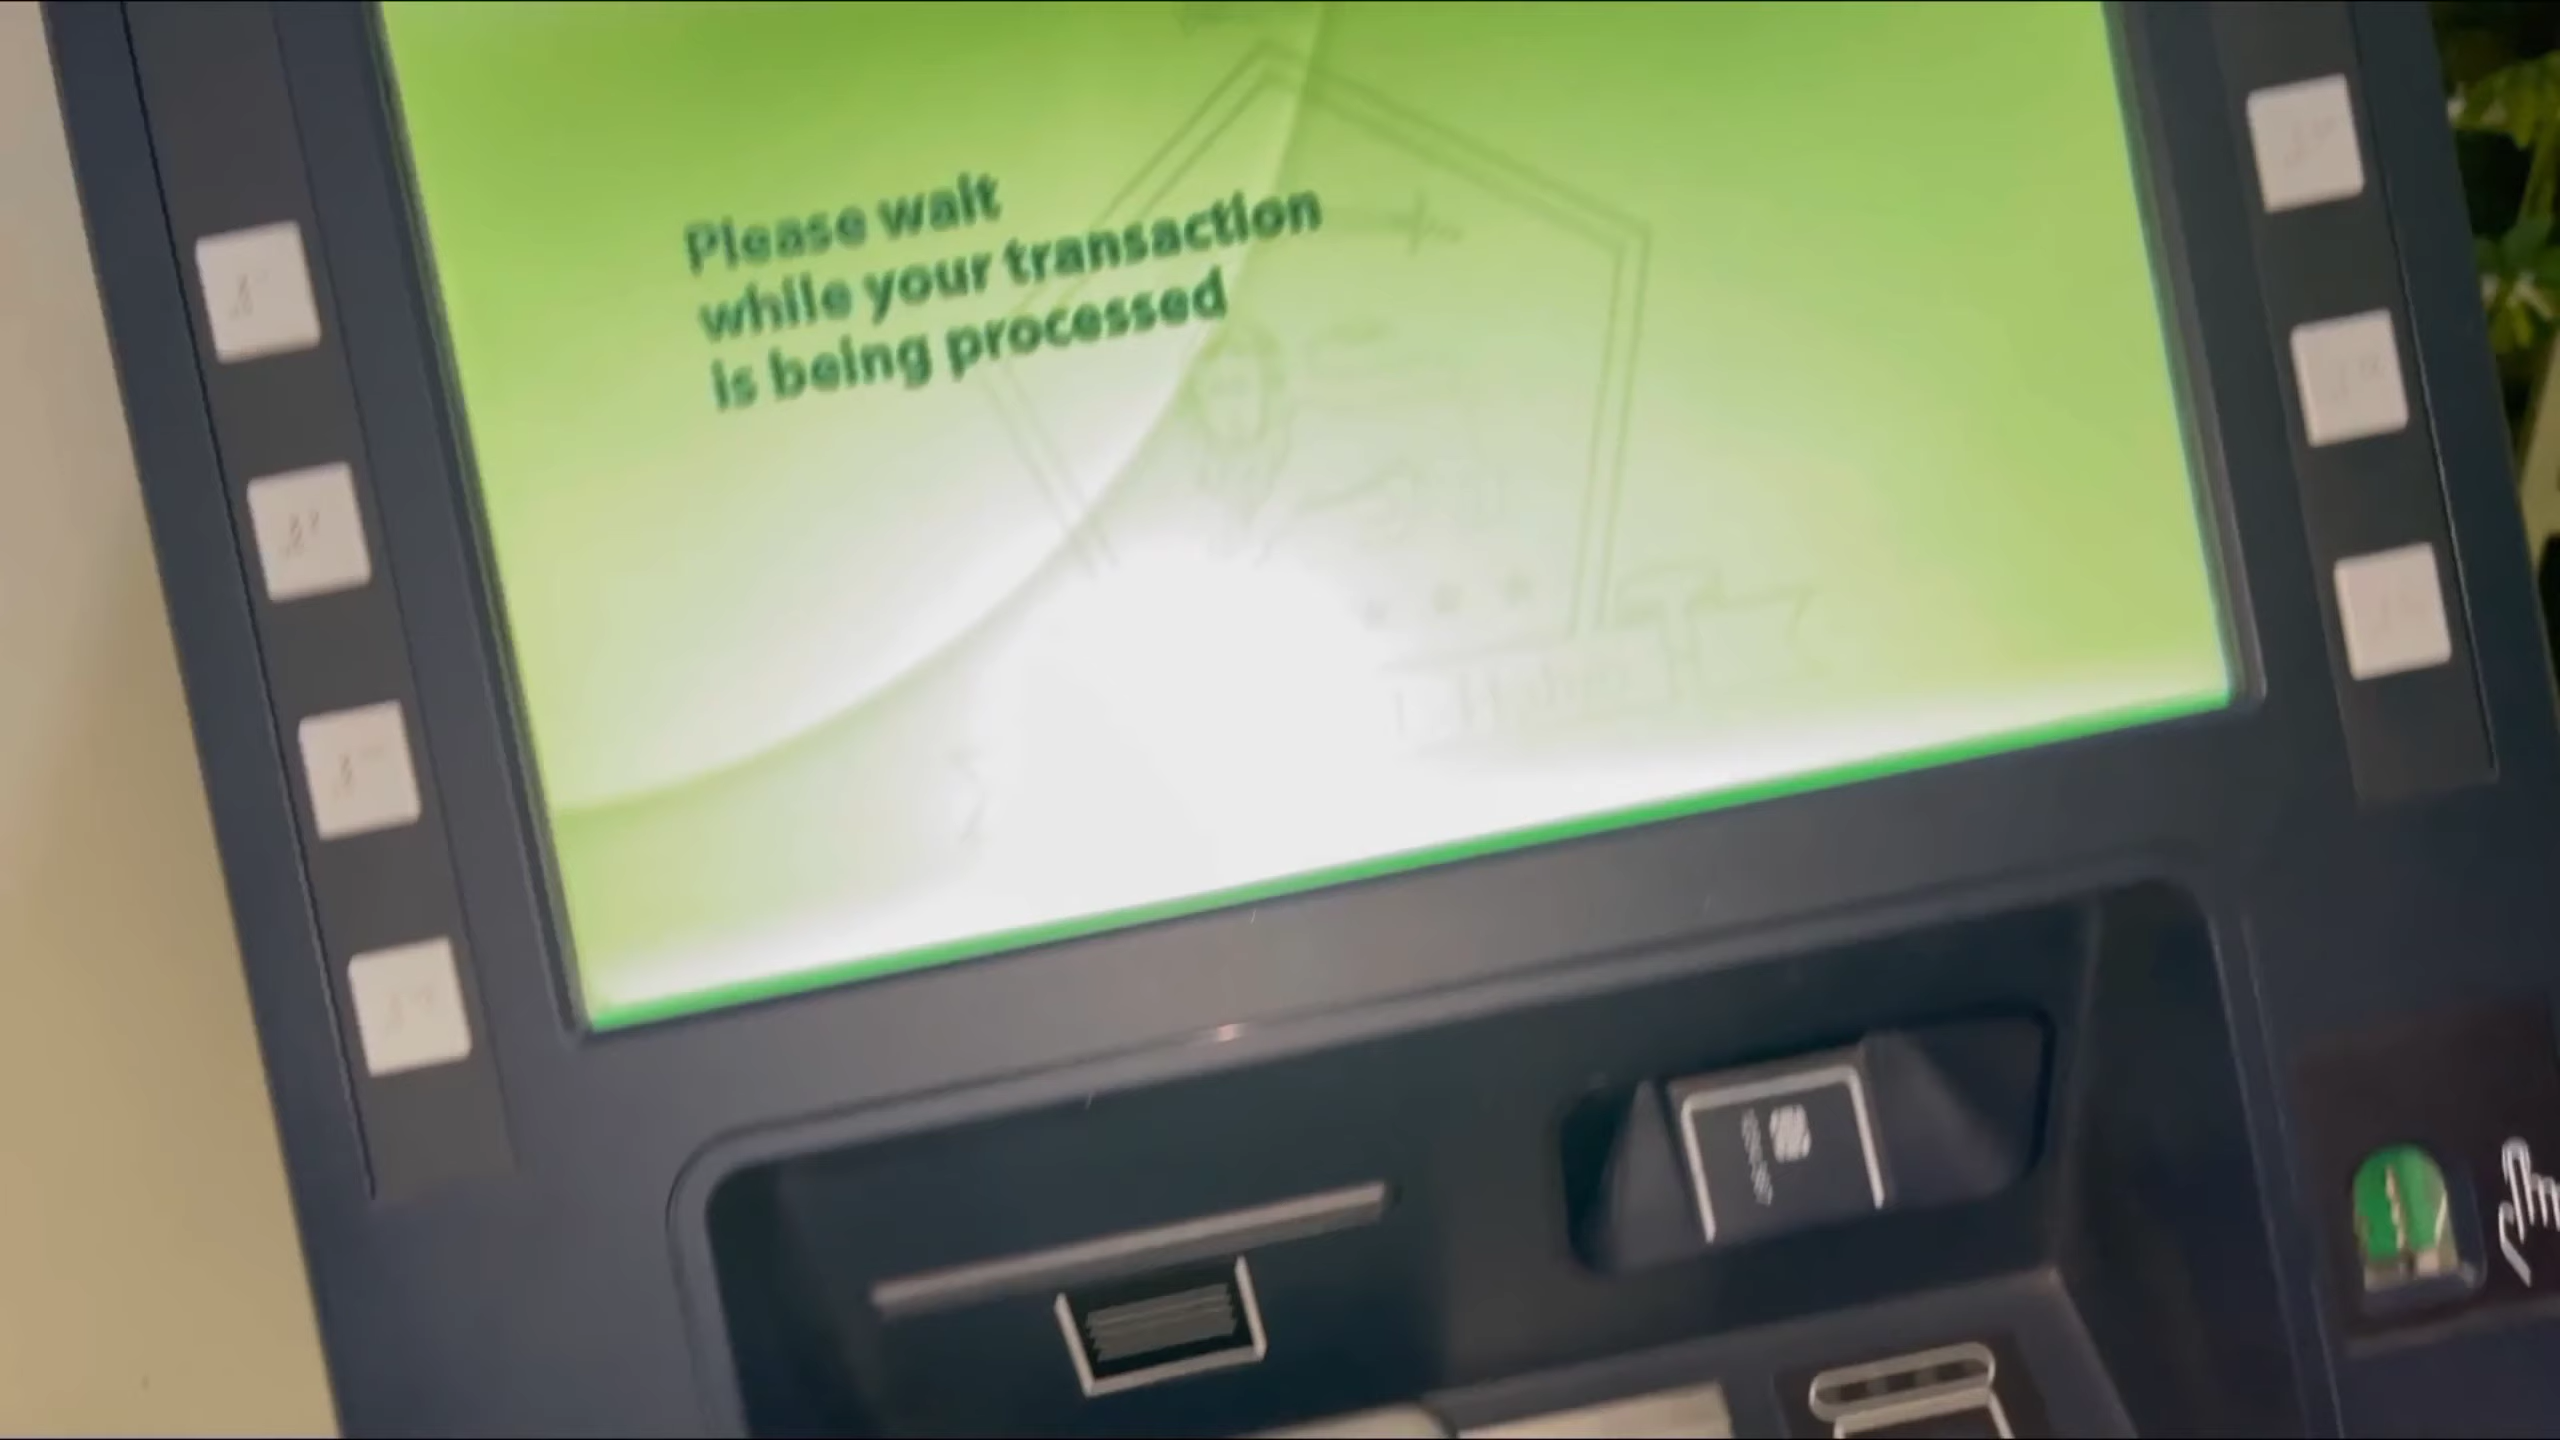 Please wait
while your transaction
is being processed